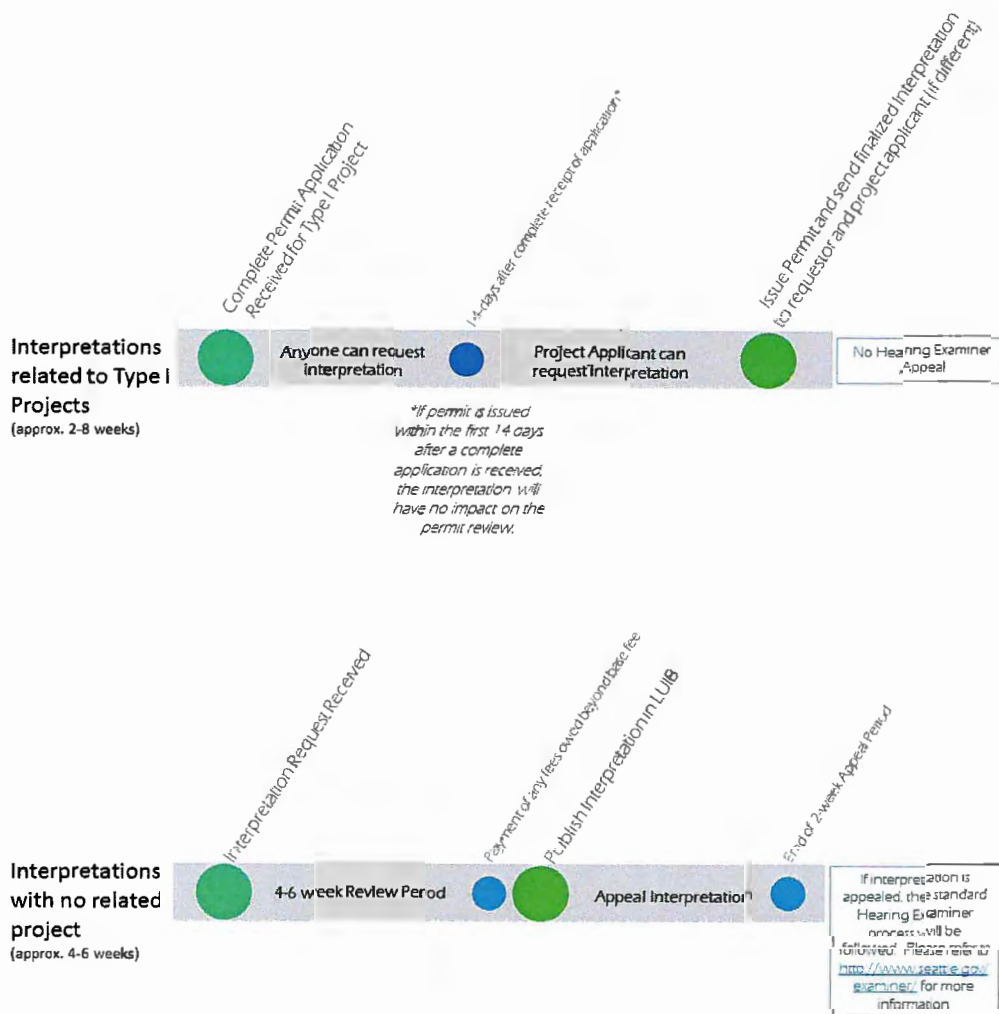 Complete Permit Application
Received for Type I Project
14-days after complete receipt of application*
Issue Permit and send finalized Interpretation
to requestor and project applicant (if different)
Interpretations
related to Type I
Projects
(approx. 2-8 weeks)
Anyone can request
interpretation
Project Applicant can
request Interpretation
No Hearing Examiner
Appeal
*If permit is issued
within the first 14 days
after a complete
application is received,
the interpretation will
have no impact on the
permit review.
Interpretation Request Received
Payment of any fees owed beyond base fee
Publish Interpretation in LUIB
End of 2-week Appeal Period
Interpretations
with no related
project
(approx. 4-6 weeks)
4-6 week Review Period
Appeal Interpretation
If interpretation is
appealed, the standard
Hearing Examiner
process will be
followed. Please refer to
http://www.seattle.gov/
examiner/ for more
information